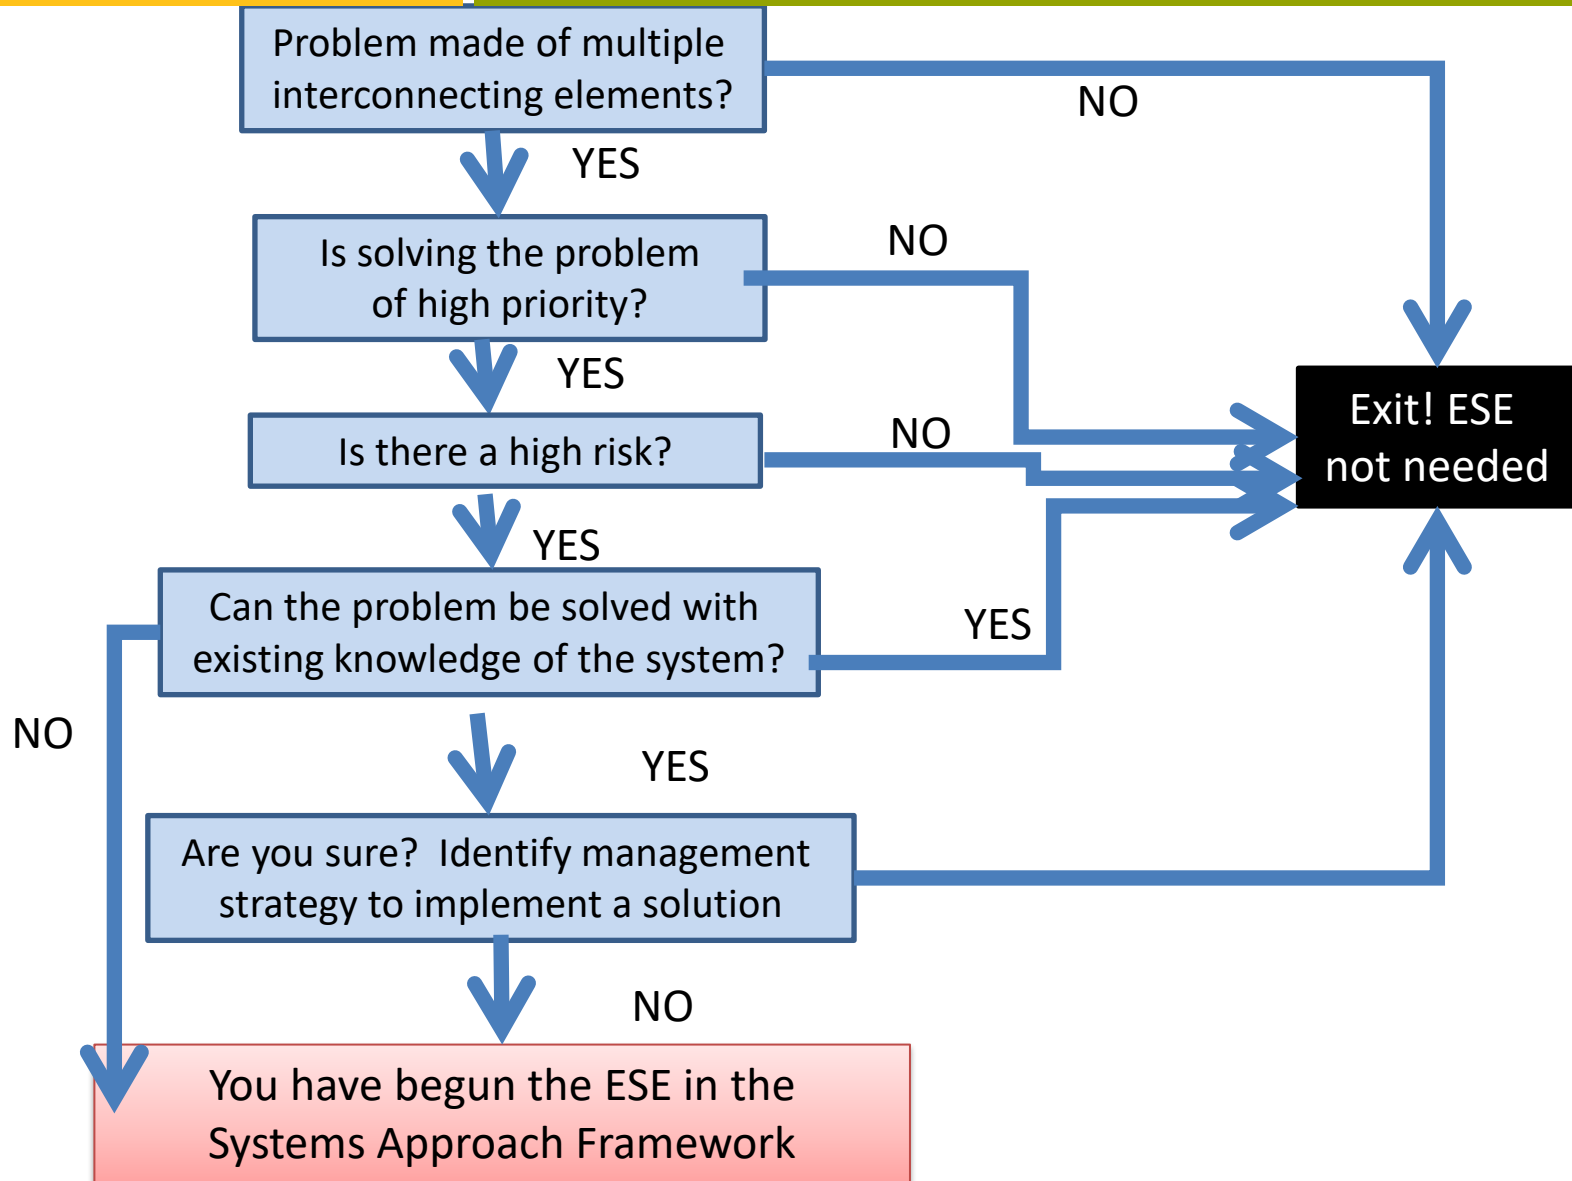 Problem made of multiple
interconnecting elements?
NO
YES
Is solving the problem
of high priority?
NO
YES
Is there a high risk?
NO
Exit! ESE
not needed
YES
Can the problem be solved with
existing knowledge of the system?
YES
NO
YES
Are you sure?  Identify management
strategy to implement a solution
NO
You have begun the ESE in the
Systems Approach Framework